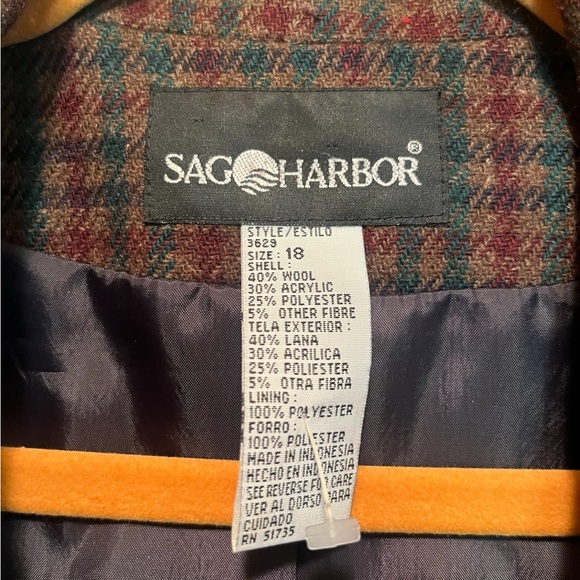 SAG HARBOR®
STYLE/ESTILO
3629
SIZE: 18
SHELL:
40% WOOL
30% ACRYLIC
25% POLYESTER
5% OTHER FIBRE
TELA EXTERIOR:
40% LANA
30% ACRILICA
25% POLIESTER
5% OTRA FIBRA
LINING:
100% POLYESTER
FORRO:
100% POLIESTER
MADE IN INDONESIA
HECHO EN INDONESIA
SEE REVERSE FOR CARE
VER AL DORSO PARA
CUIDADO
RN 51735